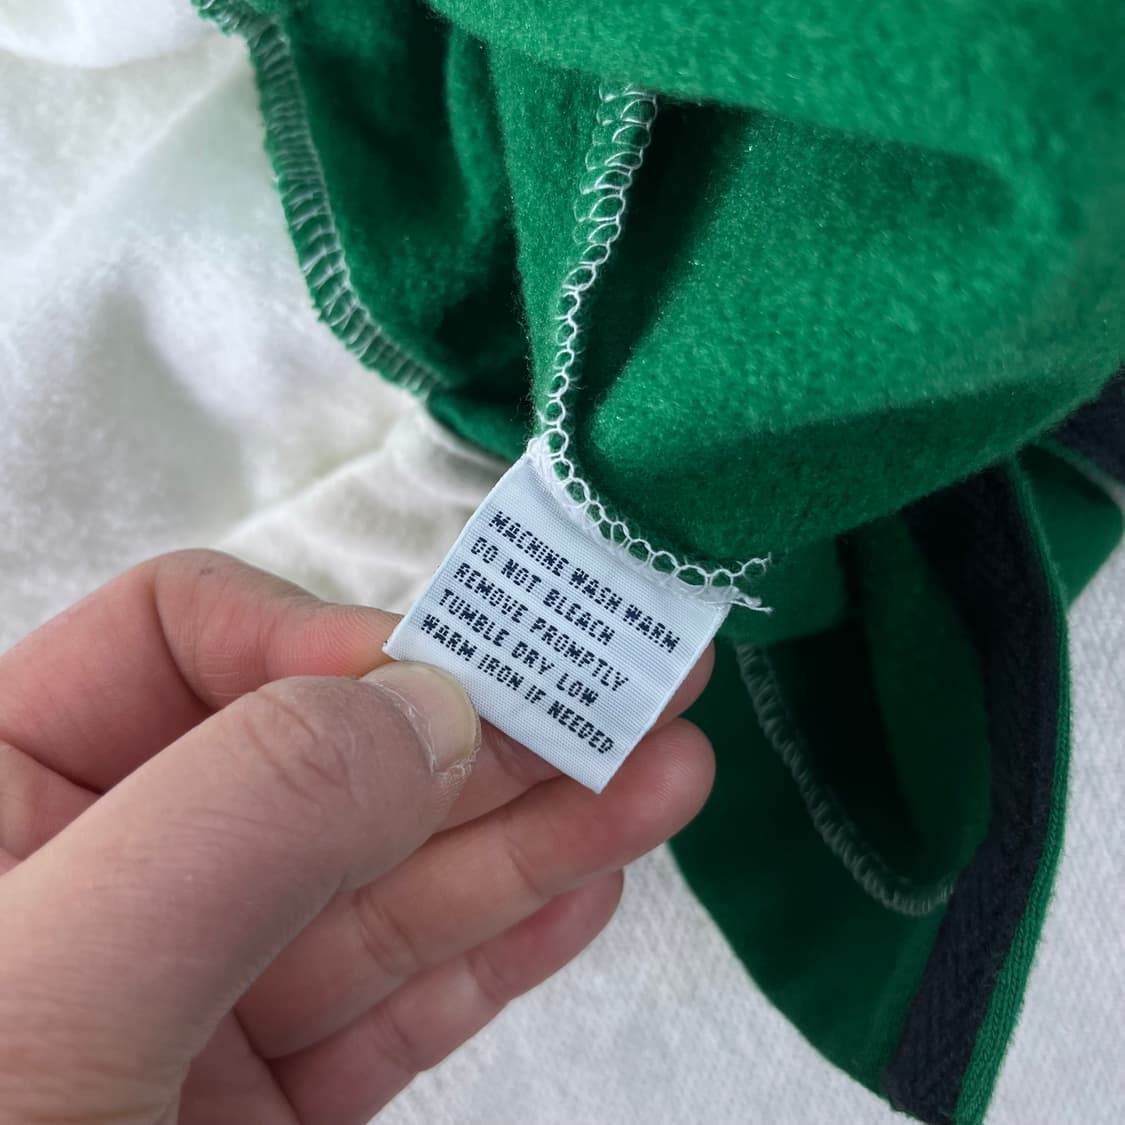 MACHINE WASH WARM
DO NOT BLEACH
REMOVE PROMPTLY
TUMBLE DRY LOW
WARM IRON IF NEEDED